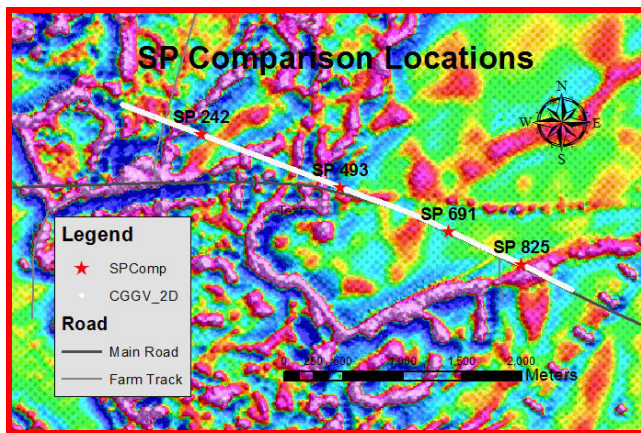 SP Comparison Locations
N
W E
S
SP 242
SP 493
SP 691
SP 825
Legend
SPComp
CGGV_2D
Road
Main Road
Farm Track
0 250 500 1,000 1,500 2,000
Meters